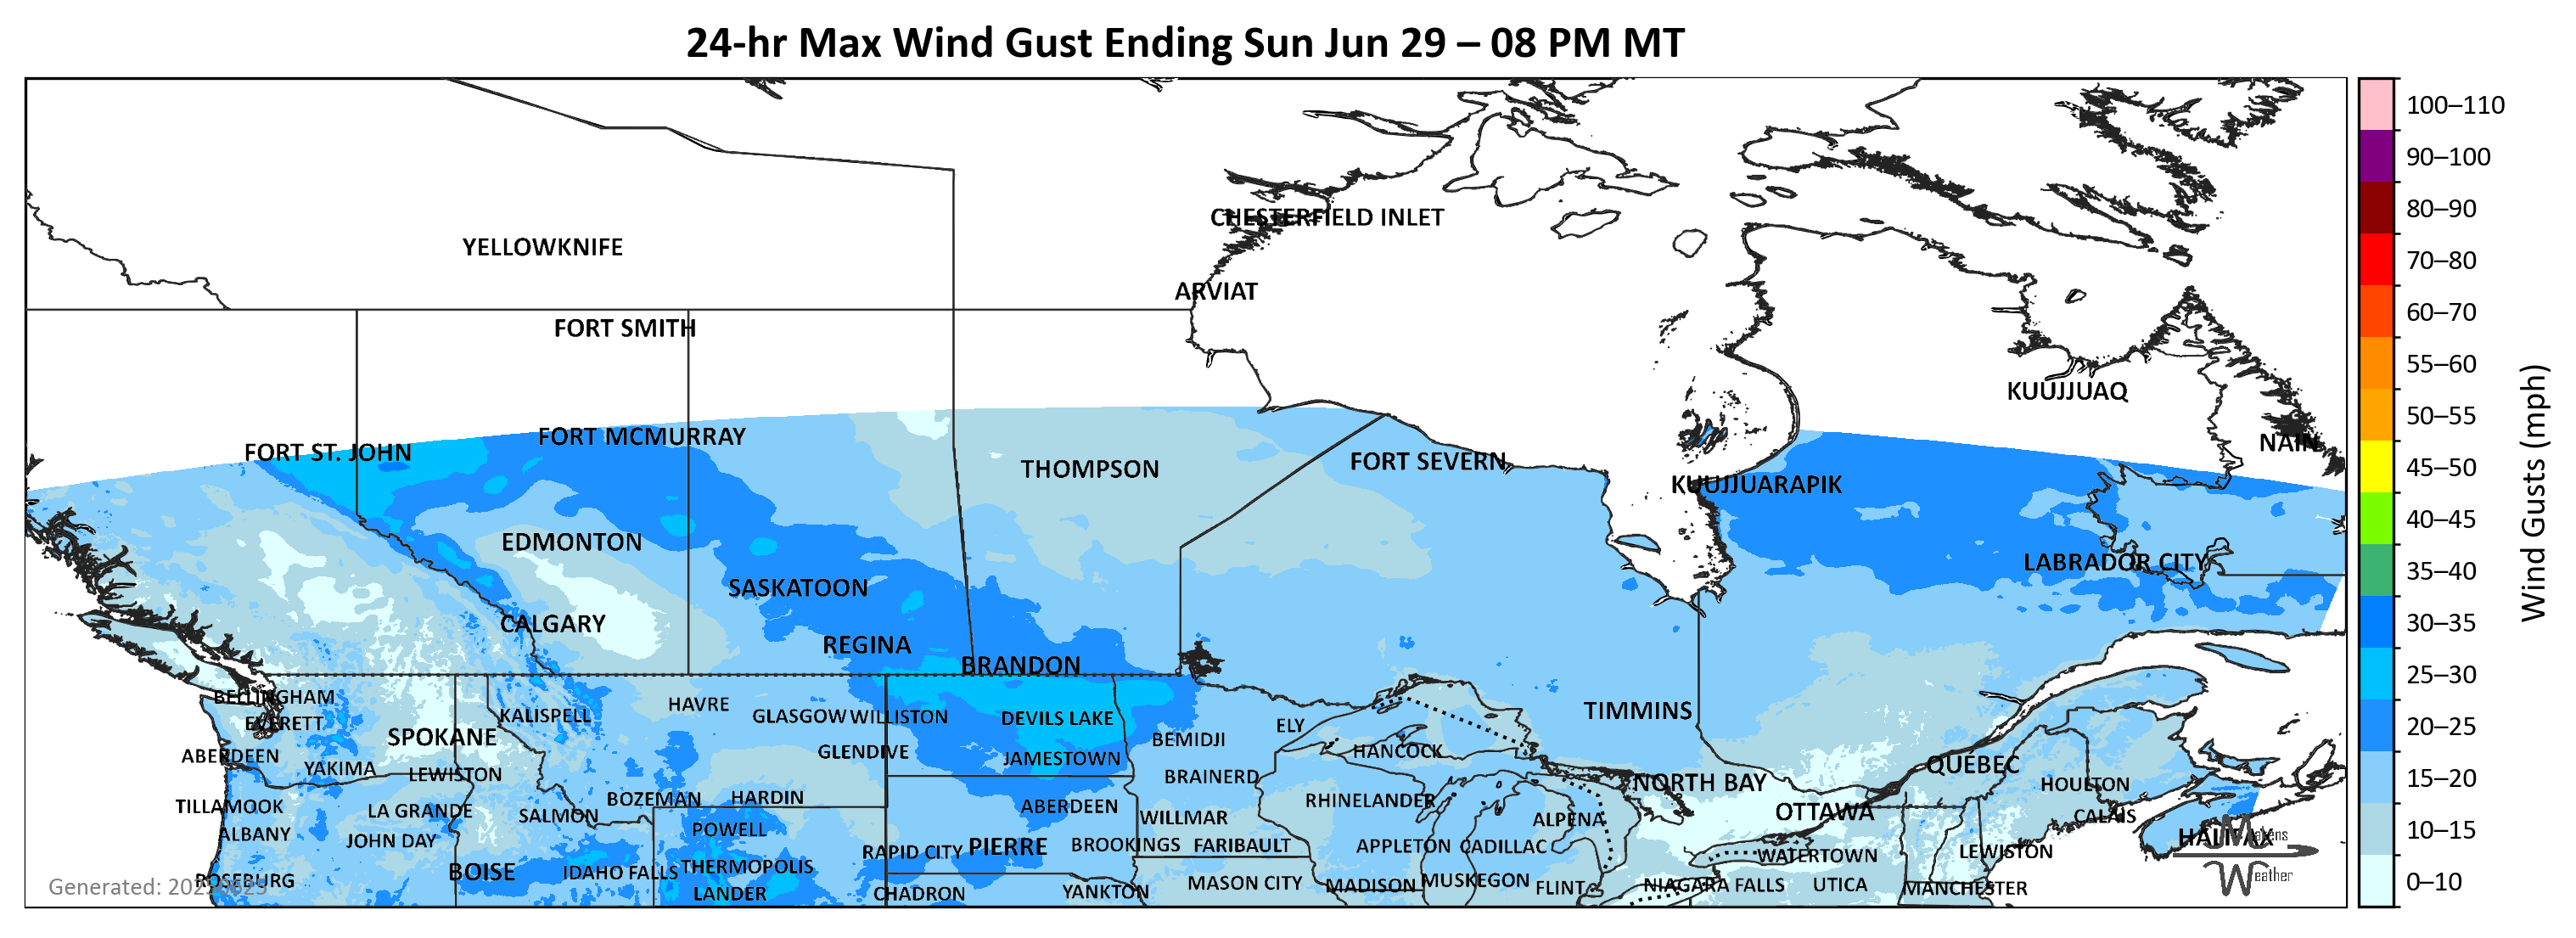 24-hr Max Wind Gust Ending Sun Jun 29 – 08 PM MT
100–110
90–100
80–90
70–80
60–70
55–60
50–55
45–50
40–45
35–40
30–35
25–30
20–25
15–20
10–15
0–10
Wind Gusts (mph)
CHESTERFIELD INLET
YELLOWKNIFE
ARVIAT
FORT SMITH
KUUJJUAQ
FORT MCMURRAY
NAIN
FORT ST. JOHN
FORT SEVERN
THOMPSON
KUUJJUARAPIK
EDMONTON
LABRADOR CITY
SASKATOON
CALGARY
REGINA
BRANDON
BELLINGHAM
HAVRE
TIMMINS
KALISPELL
GLASGOW
WILLISTON
DEVILS LAKE
EVERETT
ELY
SPOKANE
BEMIDJI
HANCOCK
GLENDIVE
ABERDEEN
JAMESTOWN
QUÉBEC
YAKIMA
LEWISTON
BRAINERD
NORTH BAY
HOULTON
BOZEMAN
HARDIN
RHINELANDER
TILLAMOOK
ABERDEEN
LA GRANDE
OTTAWA
SALMON
CALAIS
WILLMAR
ALPENA
POWELL
ALBANY
HALIFAX
Makens
JOHN DAY
PIERRE
BROOKINGS
FARIBAULT
APPLETON
CADILLAC
RAPID CITY
LEWISTON
WATERTOWN
THERMOPOLIS
BOISE
IDAHO FALLS
Weather
ROSEBURG
MUSKEGON
MASON CITY
MADISON
NIAGARA FALLS
UTICA
Generated:
FLINT
MANCHESTER
YANKTON
LANDER
CHADRON